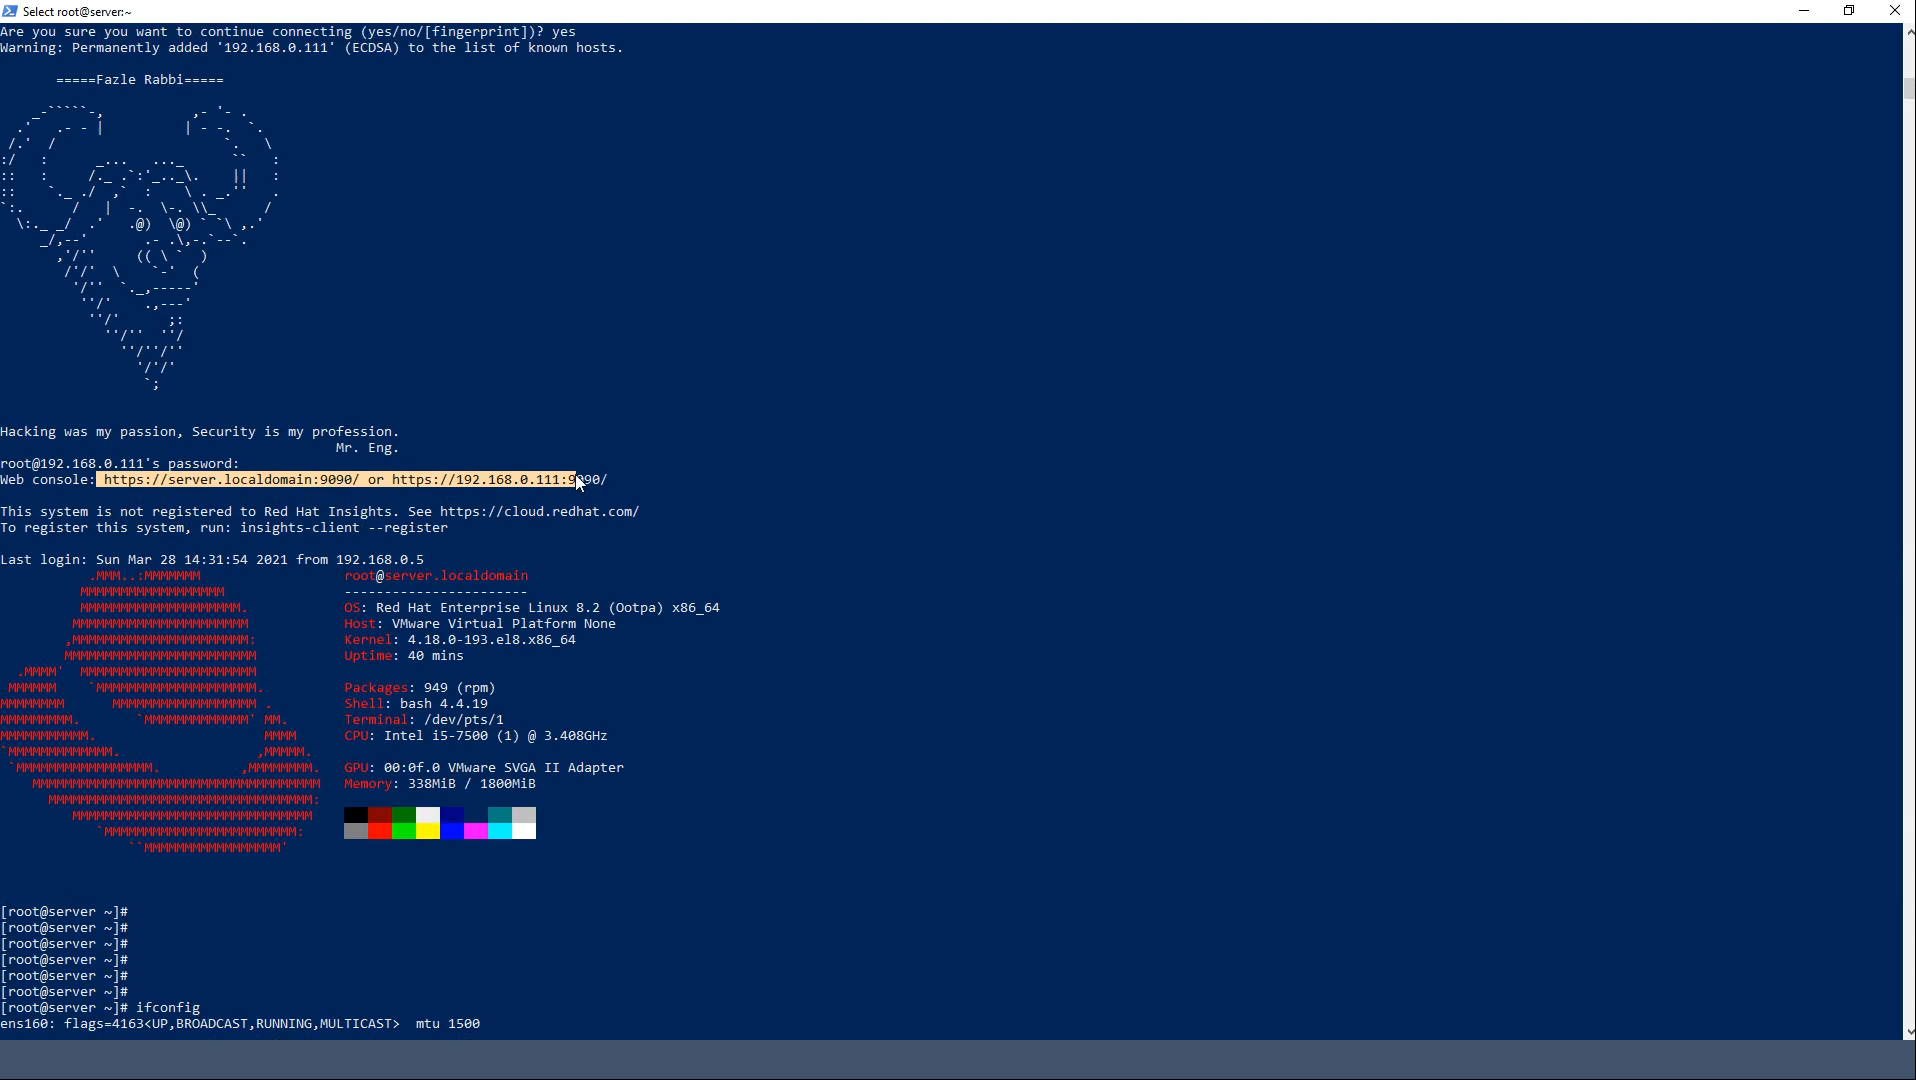 Select root@server:~
Are you sure you want to continue connecting (yes/no/[fingerprint])? yes
Warning: Permanently added '192.168.0.111' (ECDSA) to the list of known hosts.
=====Fazle Rabbi=====
Hacking was my passion, Security is my profession.
Mr. Eng.
root@192.168.0.111's password:
Web console: https://server.localdomain:9090/ or https://192.168.0.111:9090/
This system is not registered to Red Hat Insights. See https://cloud.redhat.com/
To register this system, run: insights-client --register
Last login: Sun Mar 28 14:31:54 2021 from 192.168.0.5
root@server.localdomain
-----------------------
OS: Red Hat Enterprise Linux 8.2 (Ootpa) x86_64
Host: VMware Virtual Platform None
Kernel: 4.18.0-193.el8.x86_64
Uptime: 40 mins
Packages: 949 (rpm)
Shell: bash 4.4.19
Terminal: /dev/pts/1
CPU: Intel i5-7500 (1) @ 3.408GHz
GPU: 00:0f.0 VMware SVGA II Adapter
Memory: 338MiB / 1800MiB
[root@server ~]#
[root@server ~]#
[root@server ~]#
[root@server ~]#
[root@server ~]#
[root@server ~]#
[root@server ~]# ifconfig
ens160: flags=4163<UP,BROADCAST,RUNNING,MULTICAST>  mtu 1500